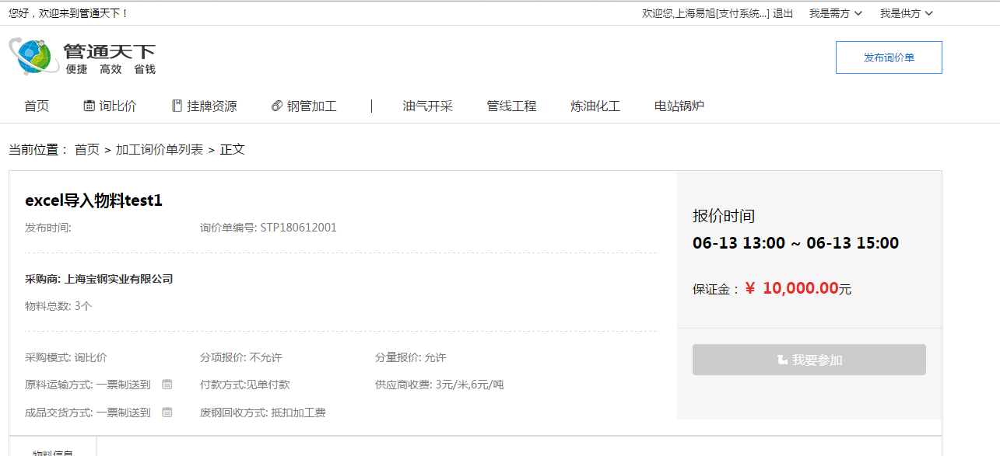 您好，欢迎来到管通天下！
欢迎您,上海易旭[支付系统...] 退出 我是需方 我是供方
管通天下
便捷 高效 省钱
发布询价单
首页 询比价 挂牌资源 钢管加工 | 油气开采 管线工程 炼油化工 电站锅炉
当前位置： 首页 > 加工询价单列表 > 正文
excel导入物料test1
发布时间: 询价单编号: STP180612001
采购商: 上海宝钢实业有限公司
物料总数: 3个
采购模式: 询比价 分项报价: 不允许 分量报价: 允许
原料运输方式: 一票制送到 付款方式:见单付款 供应商收费: 3元/米,6元/吨
成品交货方式: 一票制送到 废钢回收方式: 抵扣加工费
报价时间
06-13 13:00 ~ 06-13 15:00
保证金：￥ 10,000.00元
我要参加
物料信息